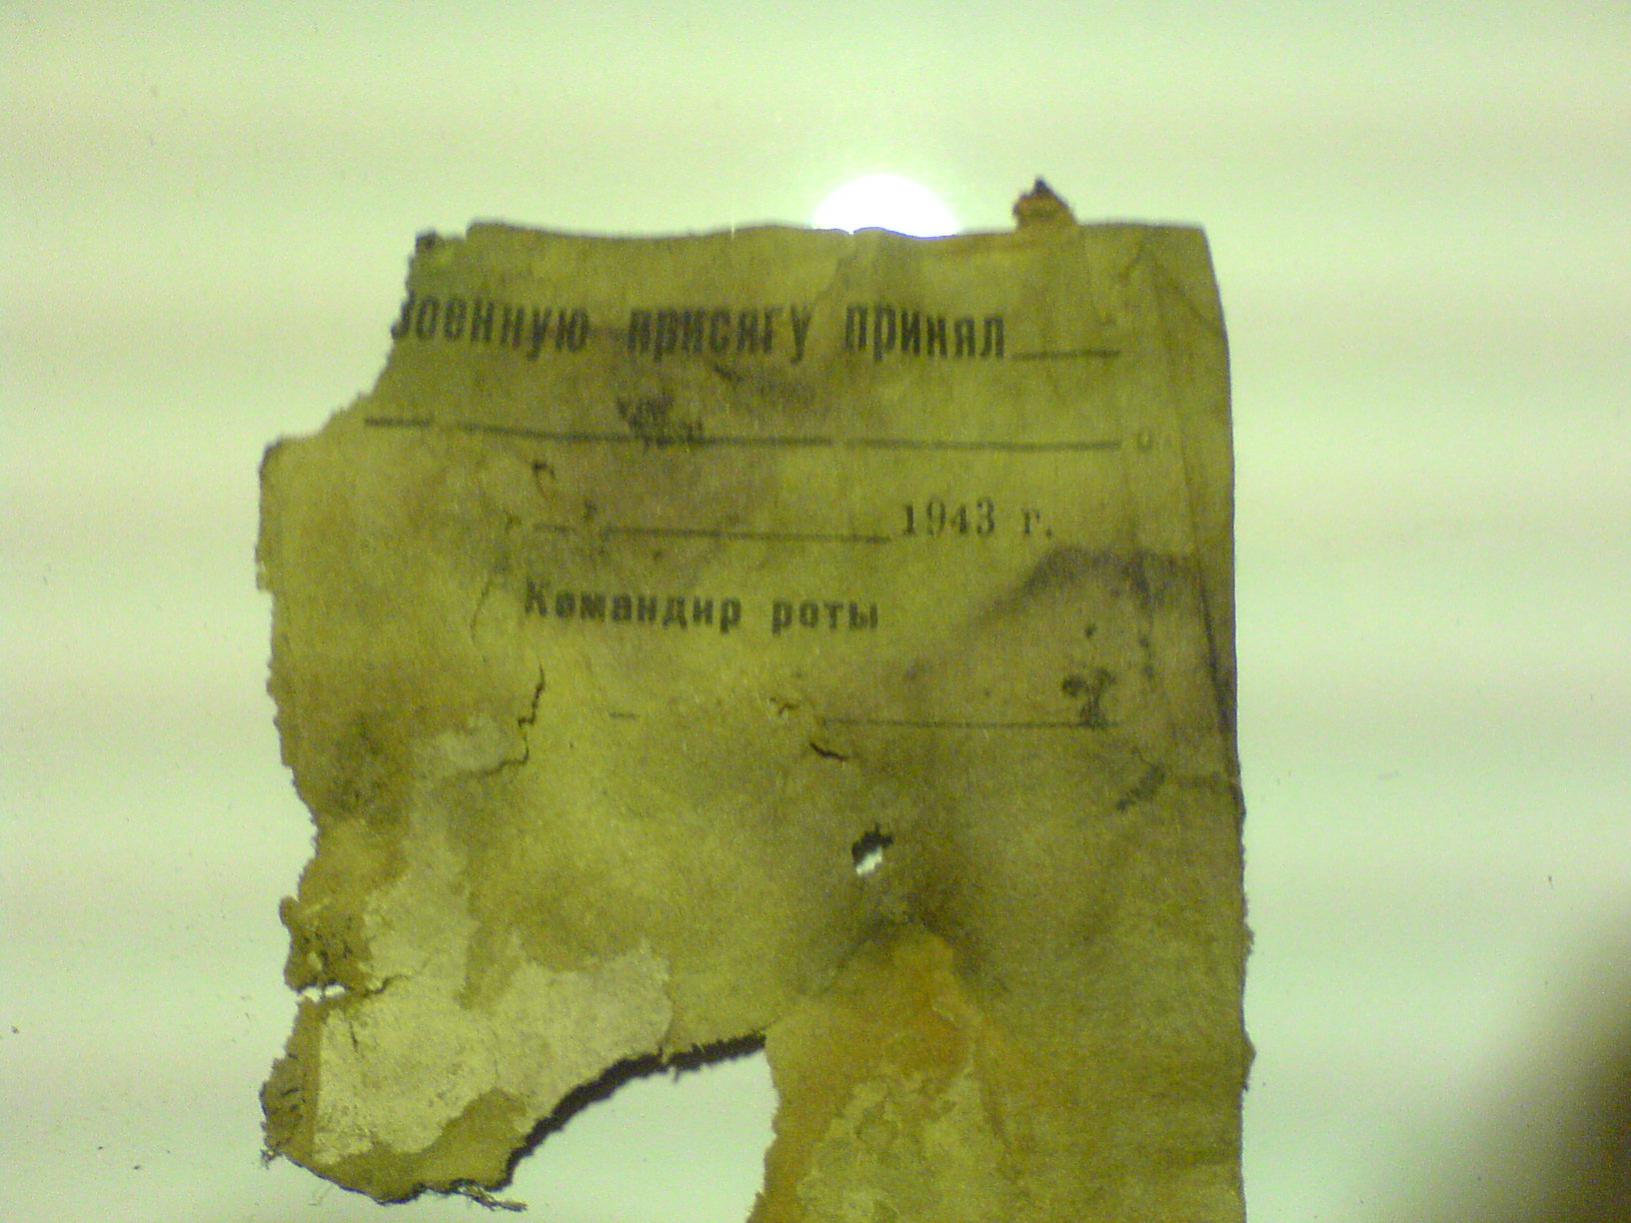 Военную присягу принял
1943 г.
Командир роты